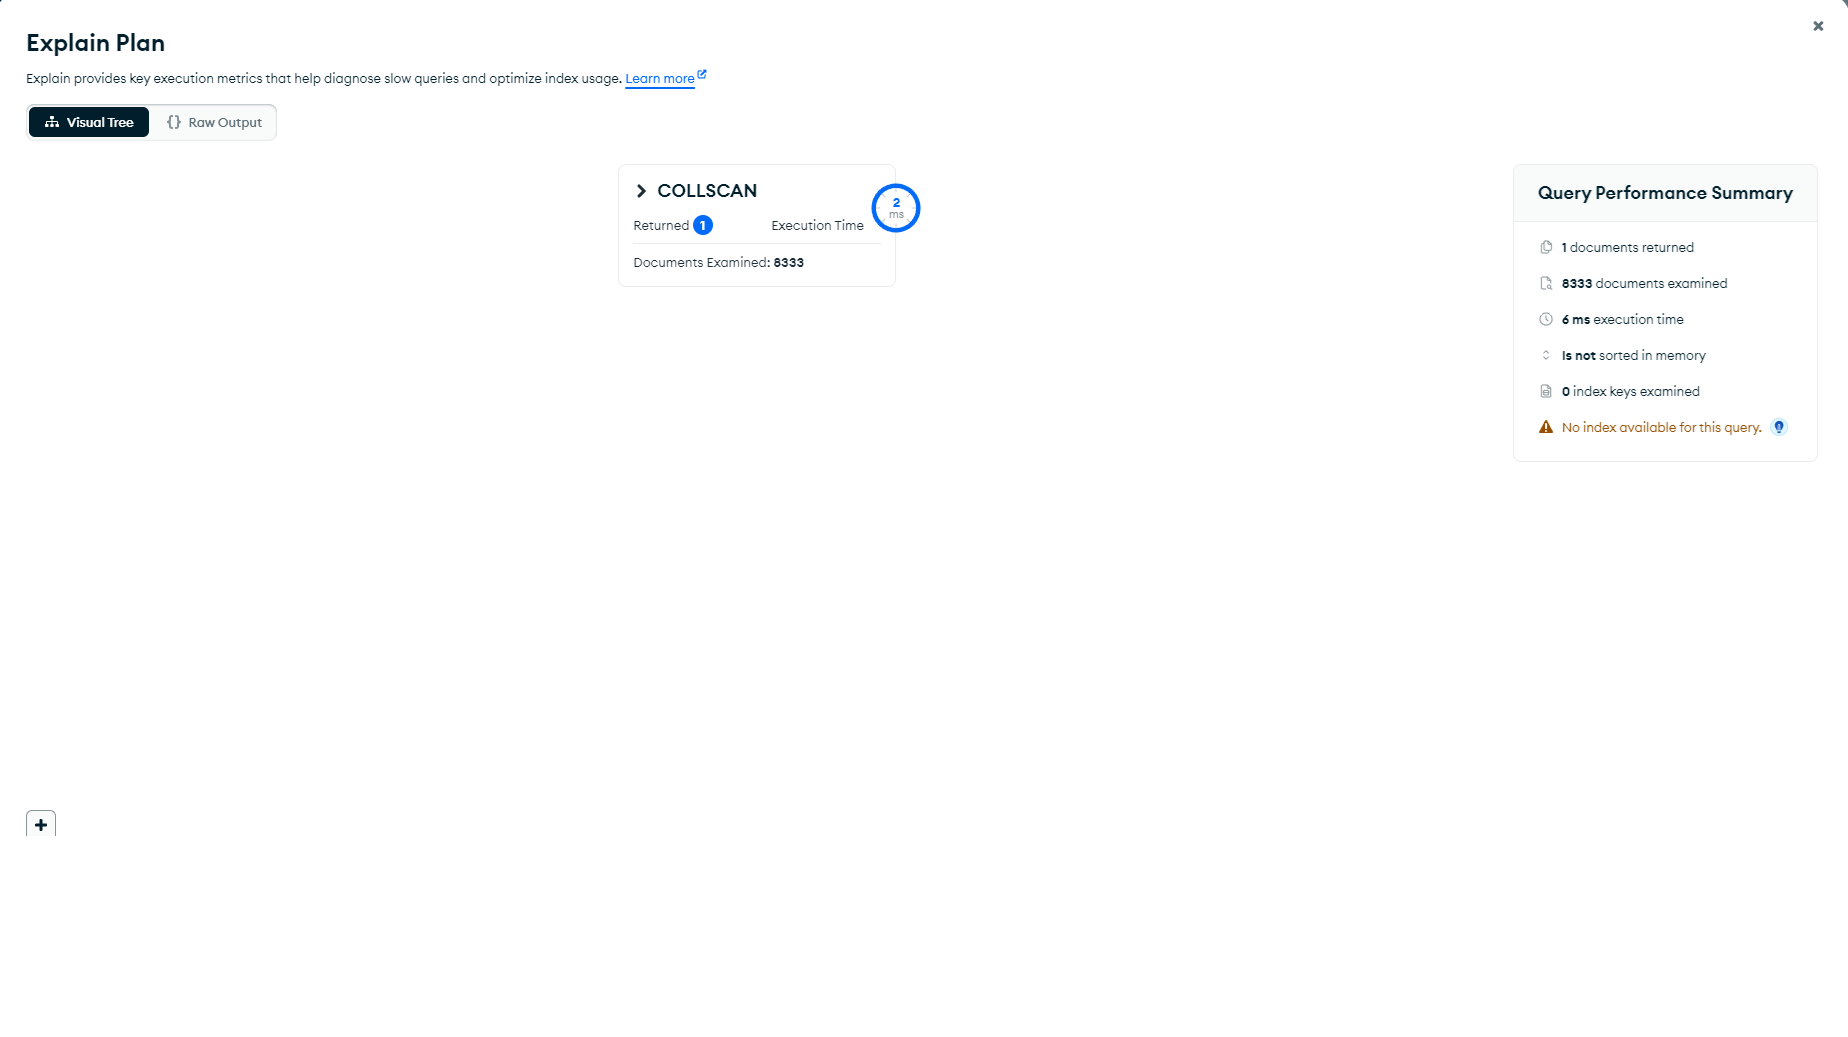 Explain Plan
Explain provides key execution metrics that help diagnose slow queries and optimize index usage. Learn more
Visual Tree
{} Raw Output
COLLSCAN
2
ms
Returned 1
Execution Time
Documents Examined: 8333
Query Performance Summary
1 documents returned
8333 documents examined
6 ms execution time
Is not sorted in memory
0 index keys examined
No index available for this query.